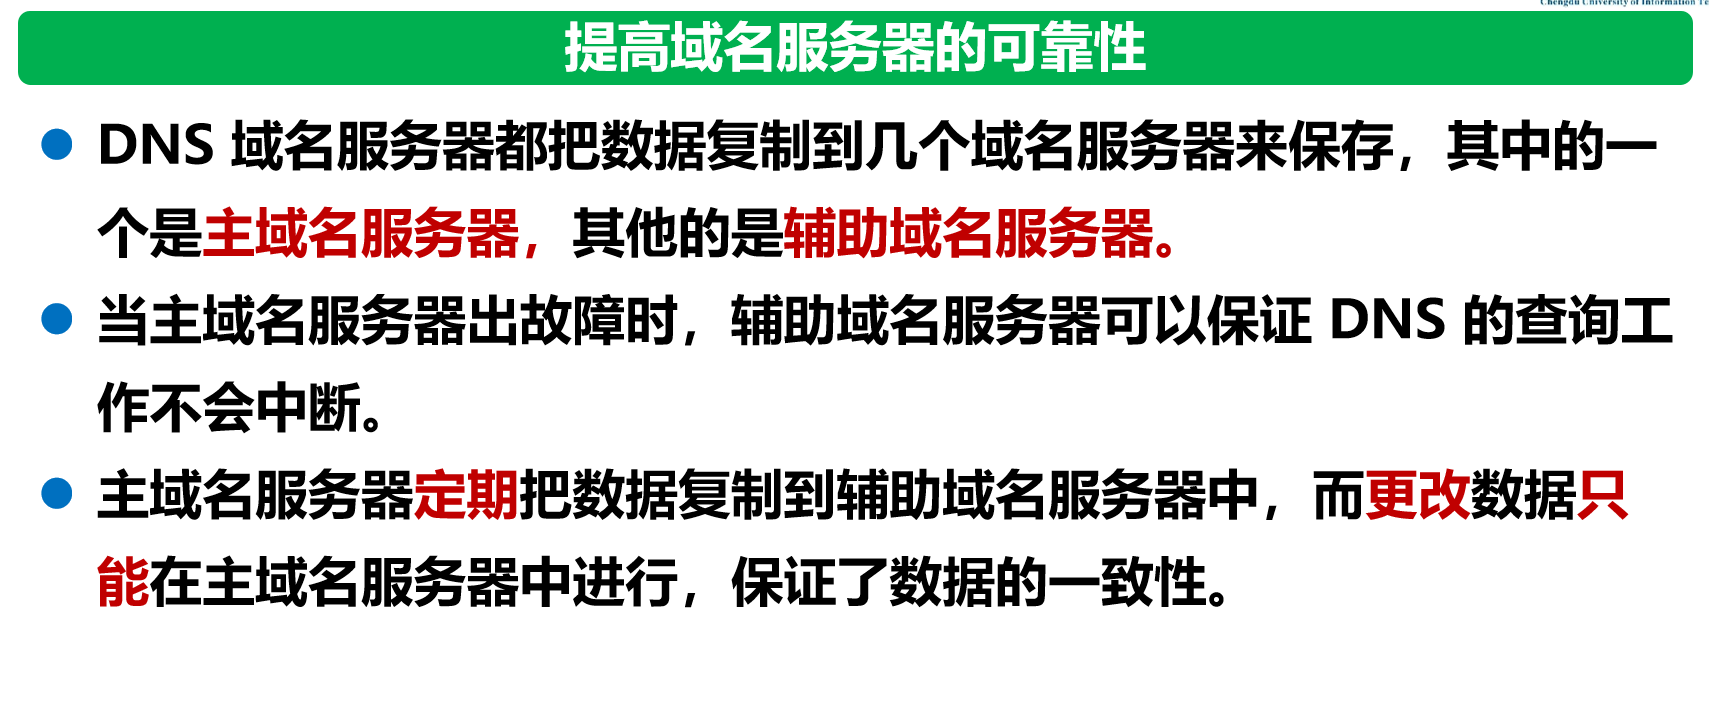 Chengdu University of Information Te
提高域名服务器的可靠性
DNS 域名服务器都把数据复制到几个域名服务器来保存，其中的一
个是主域名服务器，其他的是辅助域名服务器。
当主域名服务器出故障时，辅助域名服务器可以保证 DNS 的查询工
作不会中断。
主域名服务器定期把数据复制到辅助域名服务器中，而更改数据只
能在主域名服务器中进行，保证了数据的一致性。